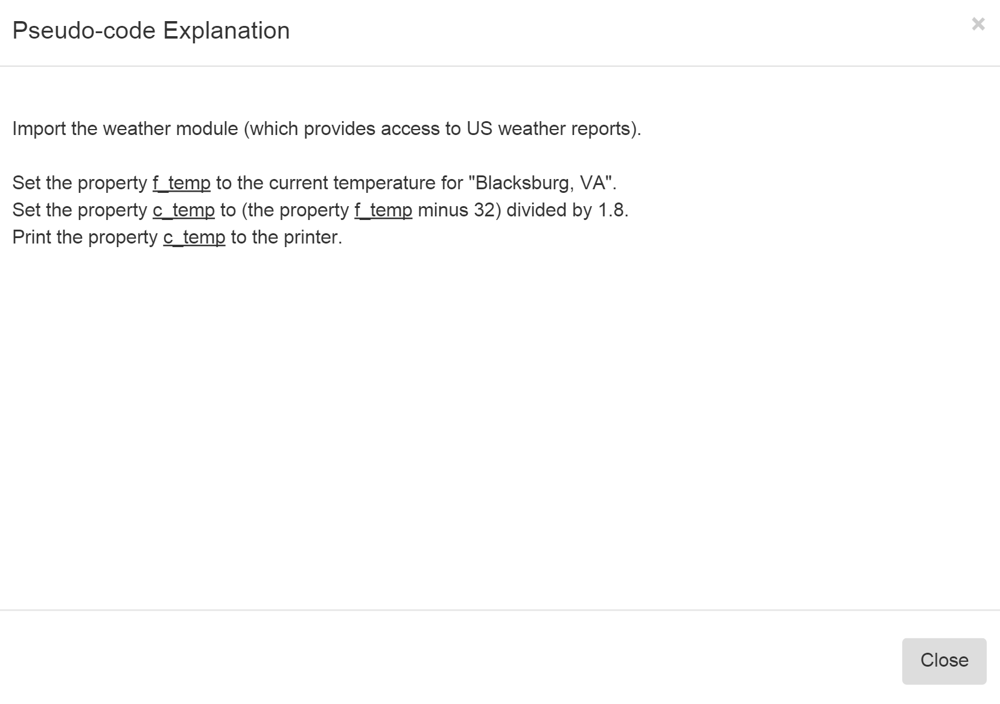 Pseudo-code Explanation
×
Import the weather module (which provides access to US weather reports).
Set the property f_temp to the current temperature for "Blacksburg, VA".
Set the property c_temp to (the property f_temp minus 32) divided by 1.8.
Print the property c_temp to the printer.
Close